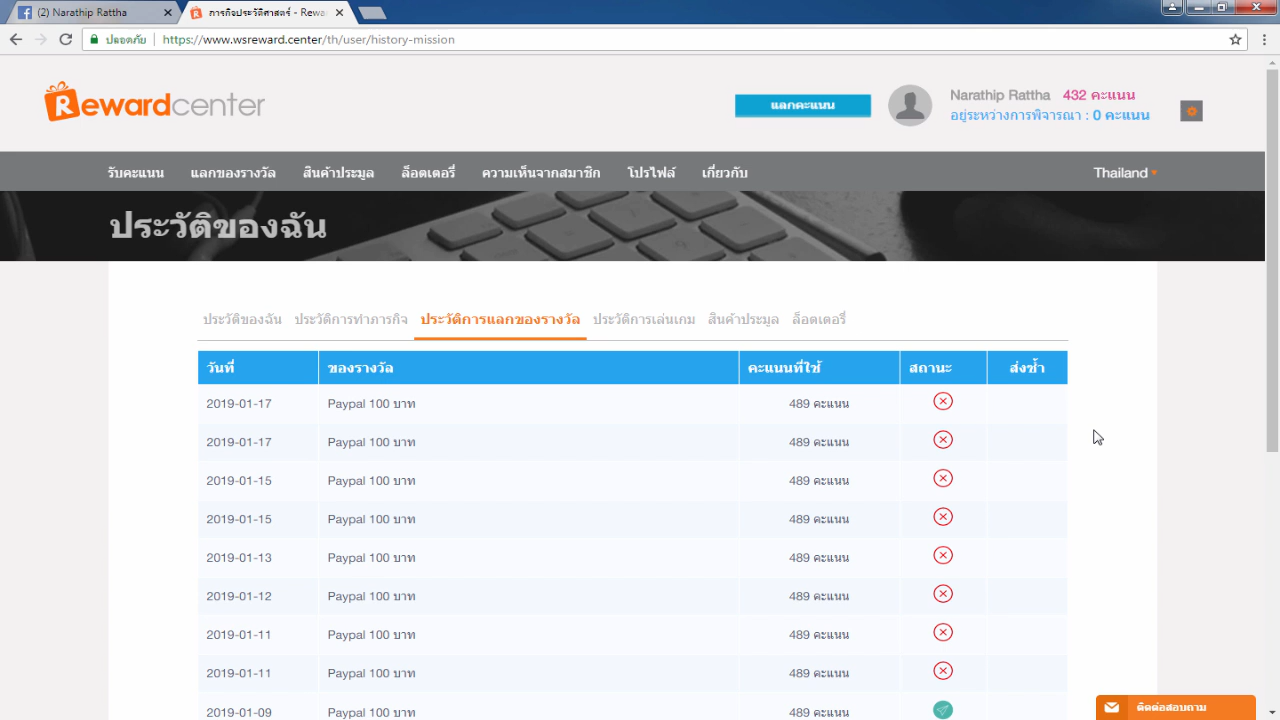 (2) Narathip Rattha
ภารกิจประวัติศาสตร์ - Rewa
ปลอดภัย
https://www.wsreward.center/th/user/history-mission
Rewardcenter
แลกคะแนน
Narathip Rattha 432 คะแนน
อยู่ระหว่างการพิจารณา : 0 คะแนน
รับคะแนน แลกของรางวัล สินค้าประมูล ล็อตเตอรี่ ความเห็นจากสมาชิก โปรไฟล์ เกี่ยวกับ Thailand
ประวัติของฉัน
ประวัติของฉัน ประวัติการทำภารกิจ ประวัติการแลกของรางวัล ประวัติการเล่นเกม สินค้าประมูล ล็อตเตอรี่
วันที่ ของรางวัล คะแนนที่ใช้ สถานะ ส่งซ้ำ
2019-01-17 Paypal 100 บาท 489 คะแนน
2019-01-17 Paypal 100 บาท 489 คะแนน
2019-01-15 Paypal 100 บาท 489 คะแนน
2019-01-15 Paypal 100 บาท 489 คะแนน
2019-01-13 Paypal 100 บาท 489 คะแนน
2019-01-12 Paypal 100 บาท 489 คะแนน
2019-01-11 Paypal 100 บาท 489 คะแนน
2019-01-11 Paypal 100 บาท 489 คะแนน
2019-01-09 Paypal 100 บาท 489 คะแนน
ติดต่อสอบถาม